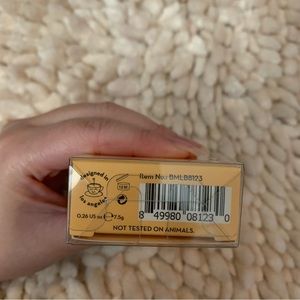 Designed in
los angeles
12 M
Item No.: BMLB8123
0.26 US oz. e 7.5g
8 49980 08123 0
NOT TESTED ON ANIMALS.